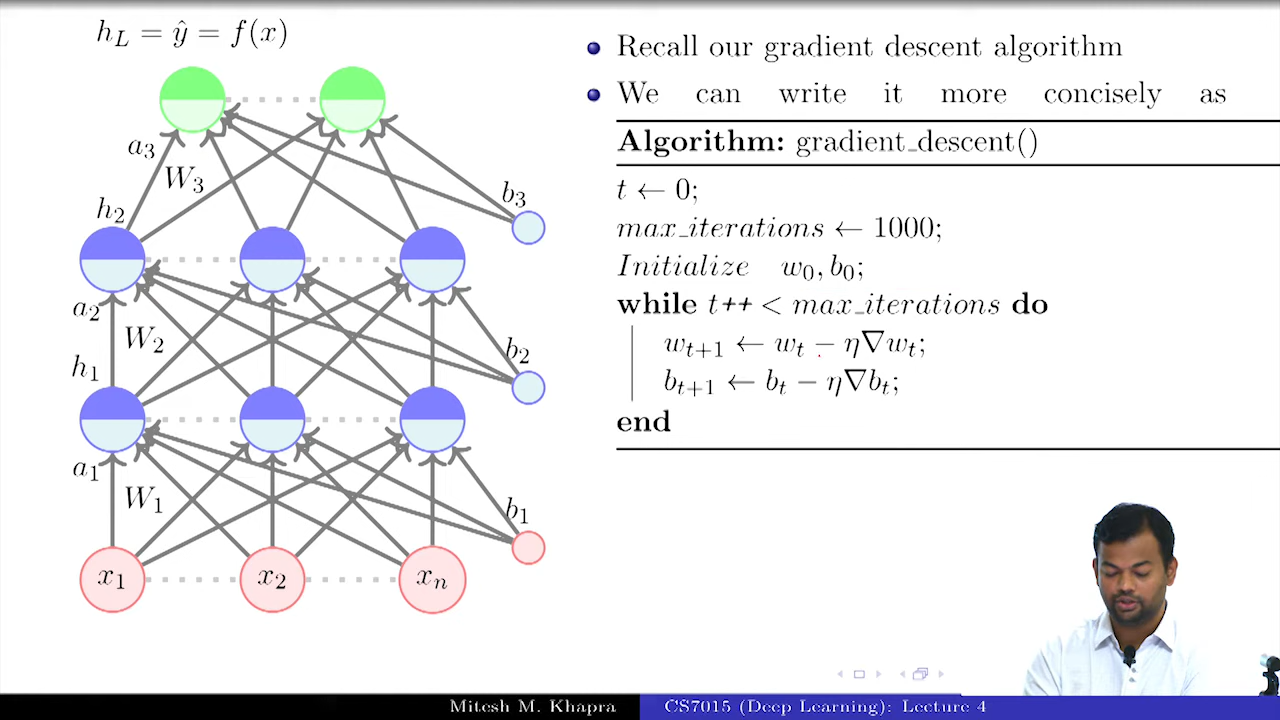 h_L = ŷ = f(x)
a_3
W_3
h_2
b_3
a_2
W_2
h_1
b_2
a_1
W_1
b_1
x_1 x_2 x_n
Recall our gradient descent algorithm
We can write it more concisely as
Algorithm: gradient_descent()
t ← 0;
max_iterations ← 1000;
Initialize w_0, b_0;
while t++ < max_iterations do
w_{t+1} ← w_t − η∇w_t;
b_{t+1} ← b_t − η∇b_t;
end
Mitesh M. Khapra CS7015 (Deep Learning): Lecture 4